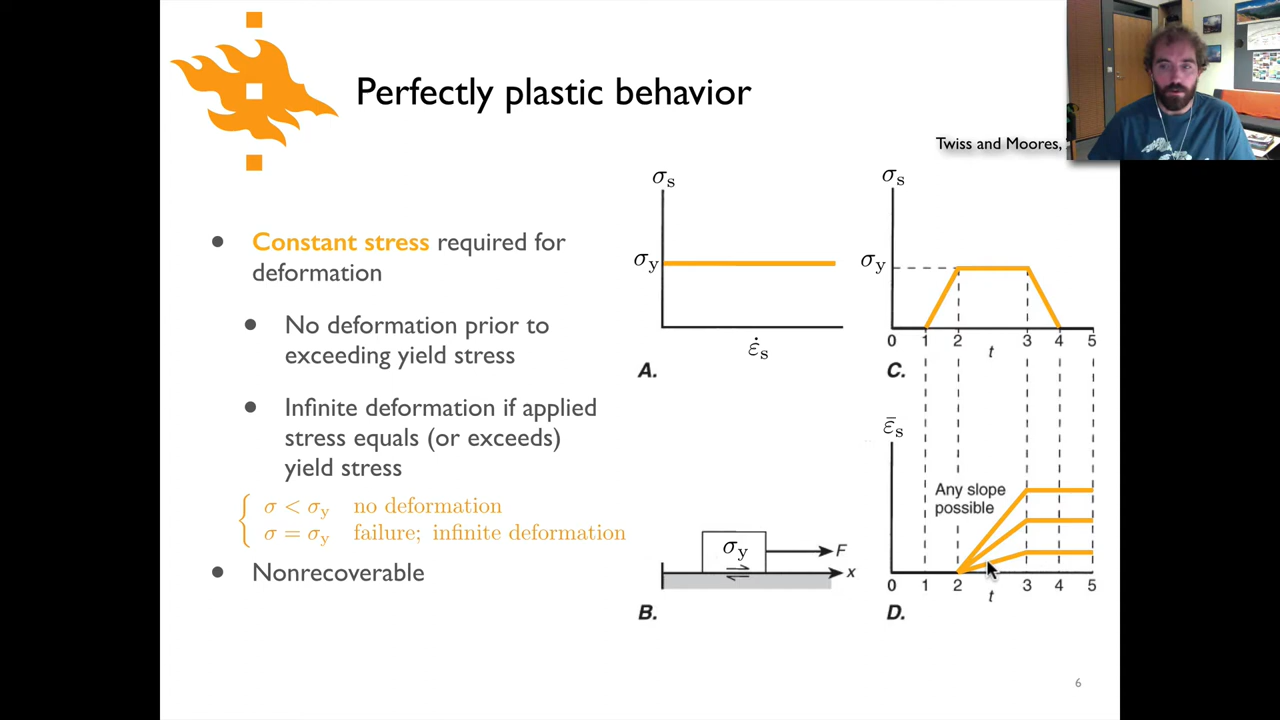 Perfectly plastic behavior
Twiss and Moores,
• Constant stress required for
deformation
• No deformation prior to
exceeding yield stress
• Infinite deformation if applied
stress equals (or exceeds)
yield stress
σ < σy no deformation
σ = σy failure; infinite deformation
• Nonrecoverable
σs
σy
ε̇s
A.
σs
σy
0 1 2 3 4 5
t
C.
σy
F
x
B.
ε̄s
Any slope
possible
0 1 2 3 4 5
t
D.
6